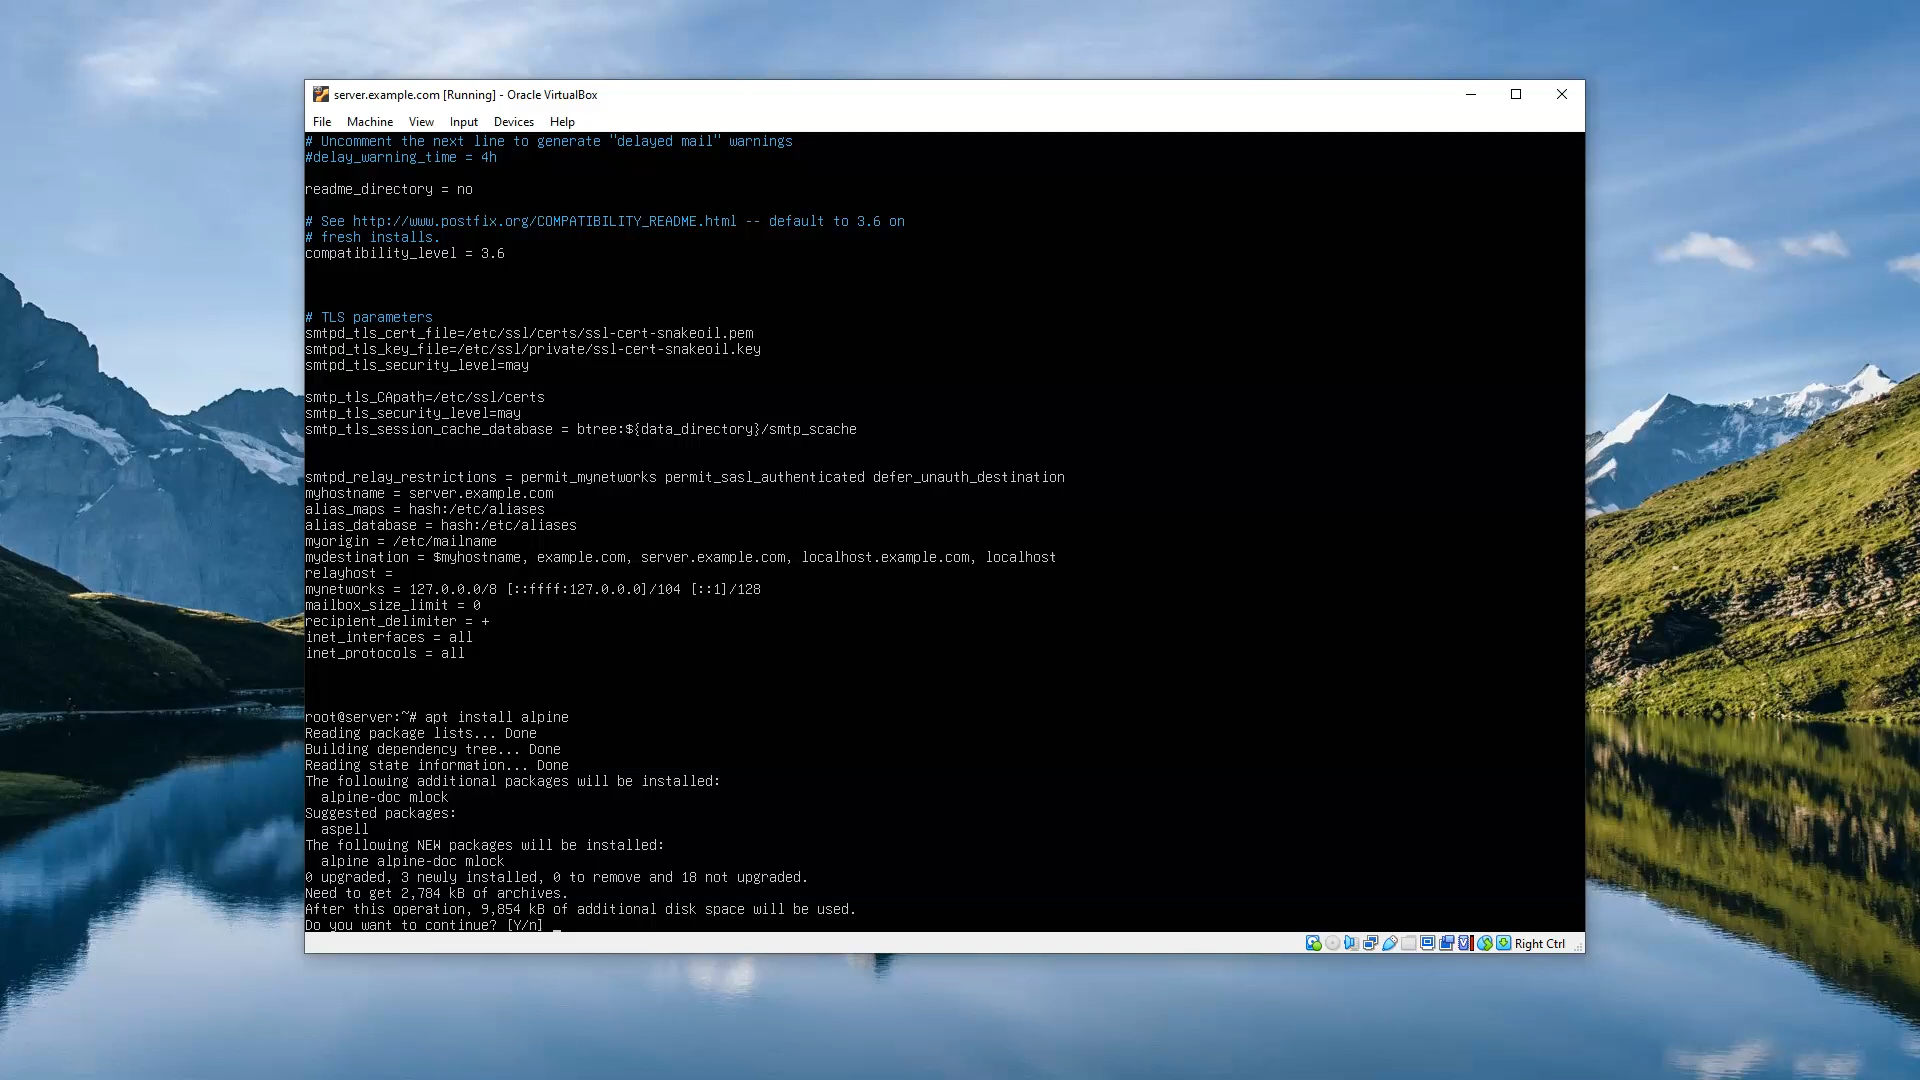 server.example.com [Running] - Oracle VirtualBox
File Machine View Input Devices Help
# Uncomment the next line to generate "delayed mail" warnings
#delay_warning_time = 4h
readme_directory = no
# See http://www.postfix.org/COMPATIBILITY_README.html -- default to 3.6 on
# fresh installs.
compatibility_level = 3.6
# TLS parameters
smtpd_tls_cert_file=/etc/ssl/certs/ssl-cert-snakeoil.pem
smtpd_tls_key_file=/etc/ssl/private/ssl-cert-snakeoil.key
smtpd_tls_security_level=may
smtp_tls_CApath=/etc/ssl/certs
smtp_tls_security_level=may
smtp_tls_session_cache_database = btree:${data_directory}/smtp_scache
smtpd_relay_restrictions = permit_mynetworks permit_sasl_authenticated defer_unauth_destination
myhostname = server.example.com
alias_maps = hash:/etc/aliases
alias_database = hash:/etc/aliases
myorigin = /etc/mailname
mydestination = $myhostname, example.com, server.example.com, localhost.example.com, localhost
relayhost =
mynetworks = 127.0.0.0/8 [::ffff:127.0.0.0]/104 [::1]/128
mailbox_size_limit = 0
recipient_delimiter = +
inet_interfaces = all
inet_protocols = all
root@server:~# apt install alpine
Reading package lists... Done
Building dependency tree... Done
Reading state information... Done
The following additional packages will be installed:
  alpine-doc mlock
Suggested packages:
  aspell
The following NEW packages will be installed:
  alpine alpine-doc mlock
0 upgraded, 3 newly installed, 0 to remove and 18 not upgraded.
Need to get 2,784 kB of archives.
After this operation, 9,854 kB of additional disk space will be used.
Do you want to continue? [Y/n] _
Right Ctrl